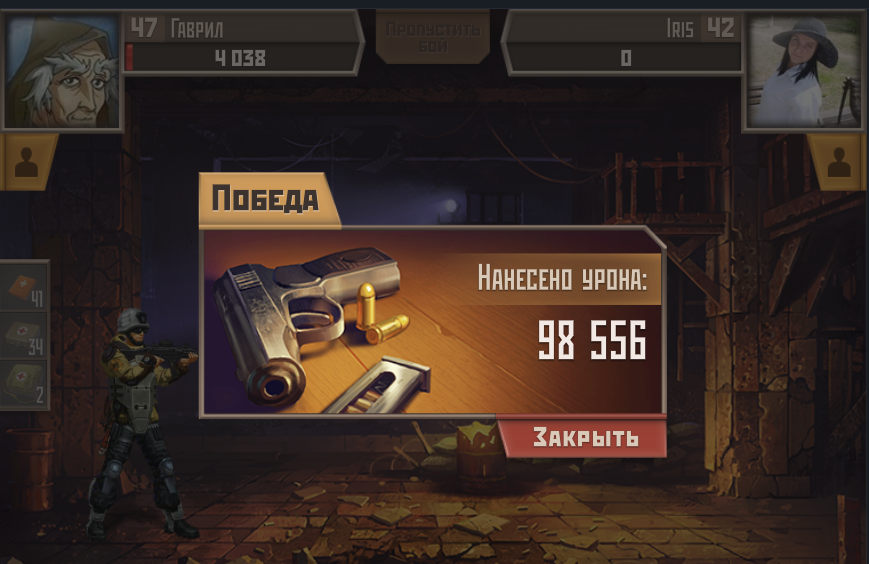 47 Гаврил
4 038
Пропустить
бой
Iris 42
0
Победа
Нанесено урона:
98 556
41
34
2
Закрыть